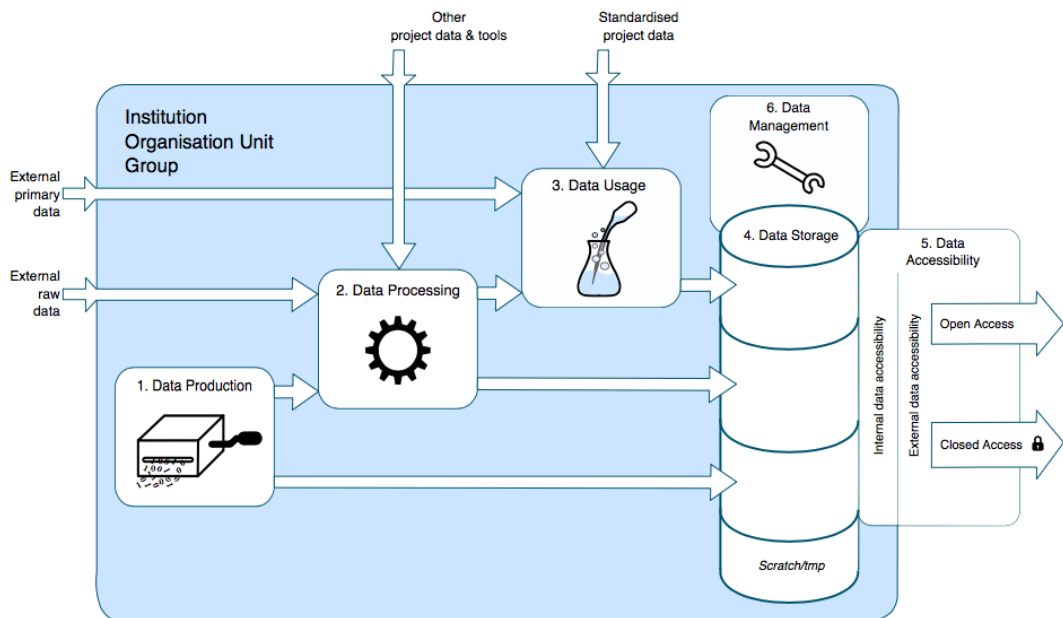 Other
project data & tools
Standardised
project data
Institution
Organisation Unit
Group
6. Data
Management
External
primary
data
3. Data Usage
4. Data Storage
5. Data
Accessibility
External
raw
data
2. Data Processing
Internal data accessibility
External data accessibility
Open Access
1. Data Production
Closed Access
Scratch/tmp